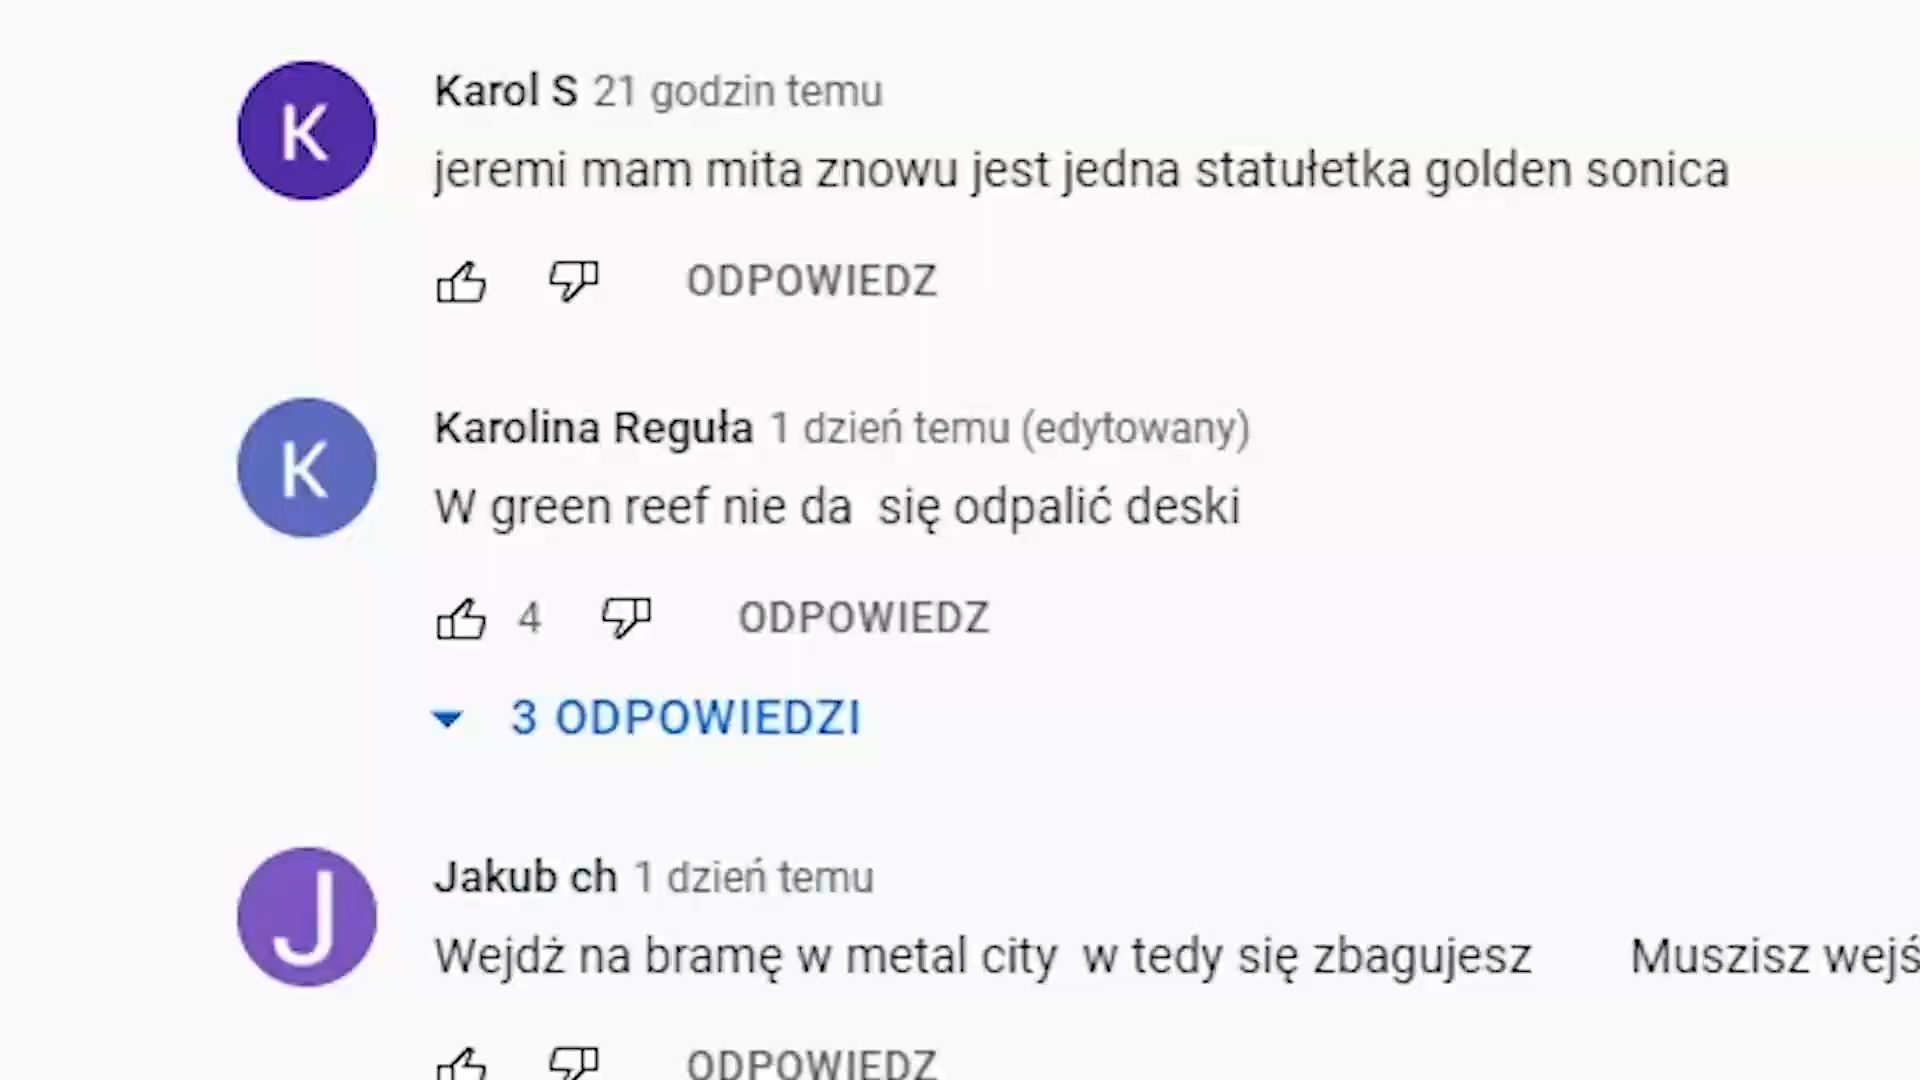 K
Karol S 21 godzin temu
jeremi mam mita znowu jest jedna statułetka golden sonica
ODPOWIEDZ
K
Karolina Reguła 1 dzień temu (edytowany)
W green reef nie da  się odpalić deski
4 ODPOWIEDZ
3 ODPOWIEDZI
J
Jakub ch 1 dzień temu
Wejdż na bramę w metal city  w tedy się zbagujesz Muszisz wejś
ODPOWIEDZ